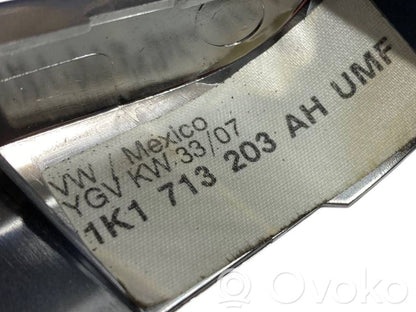 VW / Mexico
YGV KW 33/07
1K1 713 203 AH UMF
Ovoko